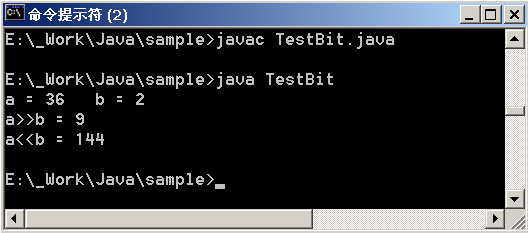 命令提示符 (2)
E:\_Work\Java\sample>javac TestBit.java
E:\_Work\Java\sample>java TestBit
a = 36   b = 2
a>>b = 9
a<<b = 144
E:\_Work\Java\sample>_